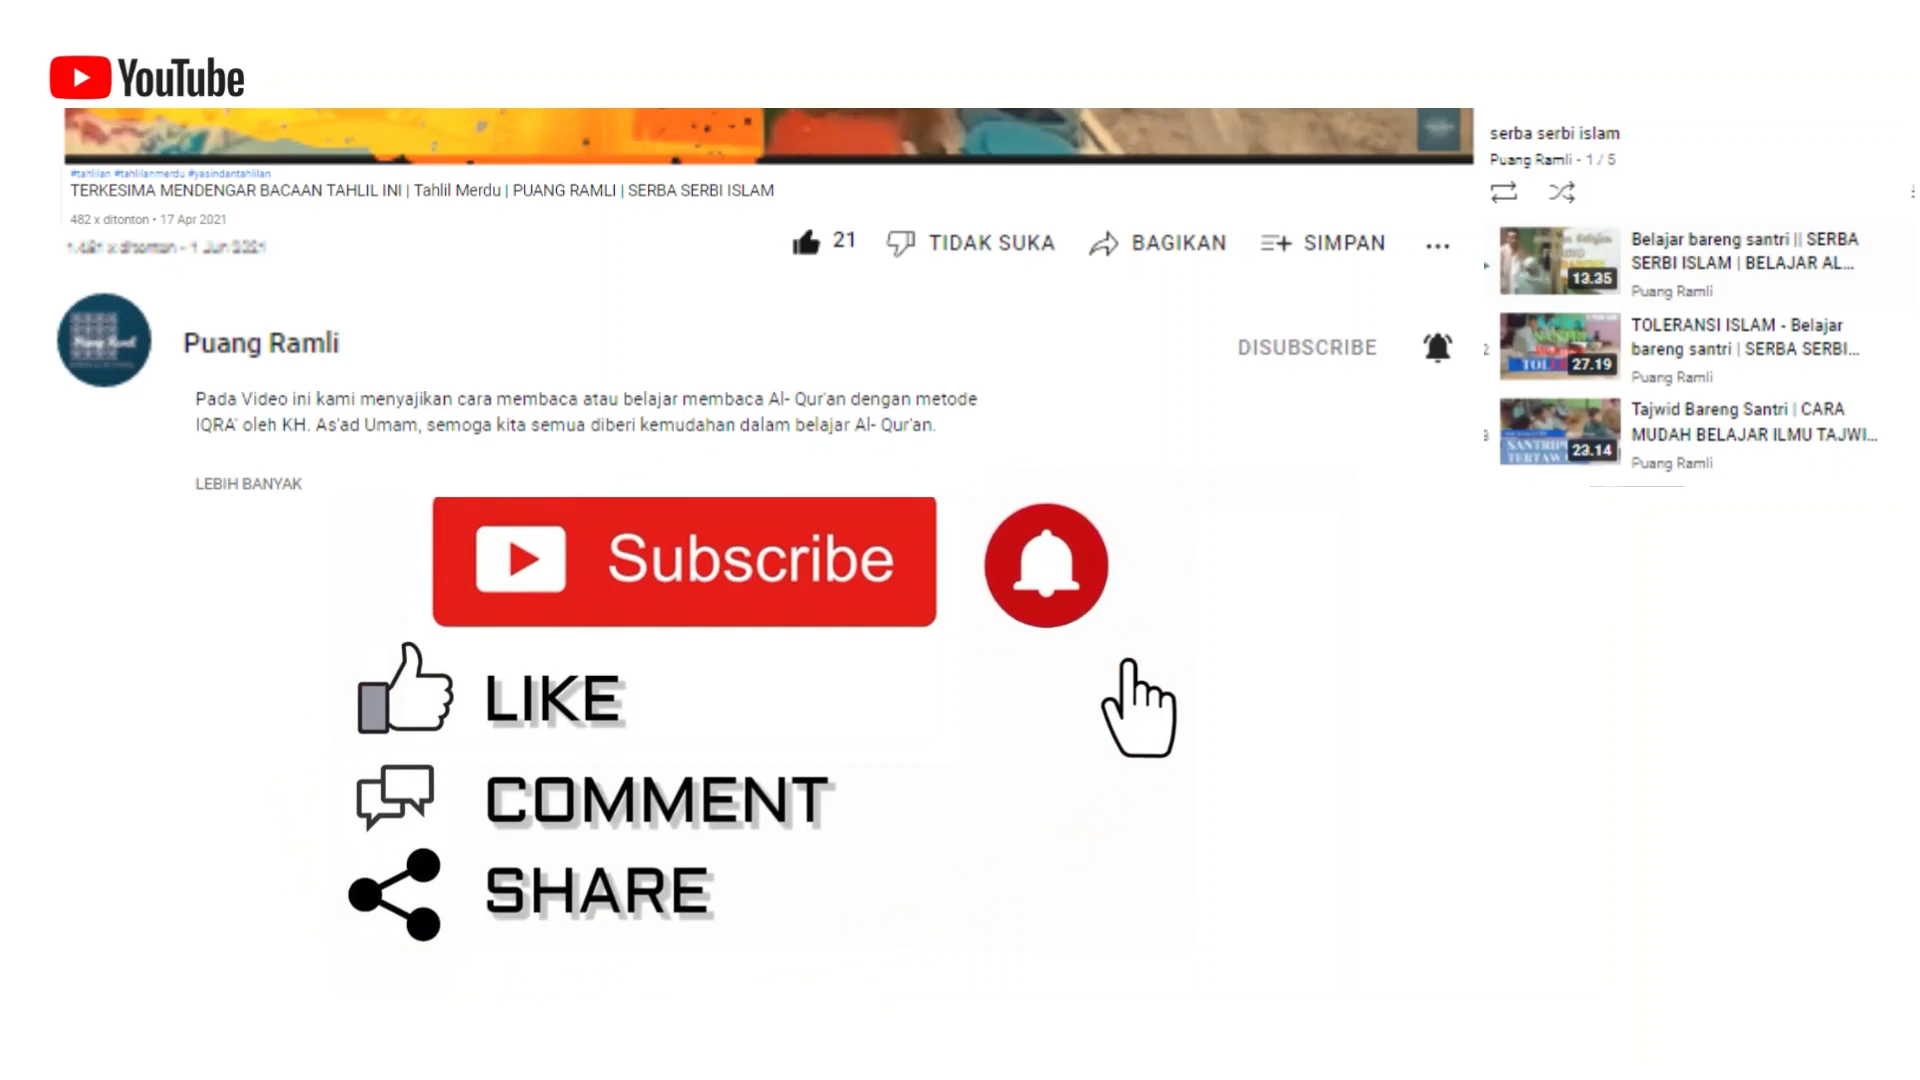 YouTube
#tahlilan #tahlilanmerdu #yasindantahlilan
TERKESIMA MENDENGAR BACAAN TAHLIL INI | Tahlil Merdu | PUANG RAMLI | SERBA SERBI ISLAM
482 x ditonton • 17 Apr 2021
21
TIDAK SUKA
BAGIKAN
SIMPAN
Puang Ramli
DISUBSCRIBE
Pada Video ini kami menyajikan cara membaca atau belajar membaca Al- Qur'an dengan metode
IQRA' oleh KH. As'ad Umam, semoga kita semua diberi kemudahan dalam belajar Al- Qur'an.
LEBIH BANYAK
serba serbi islam
Puang Ramli - 1 / 5
Belajar bareng santri || SERBA
SERBI ISLAM | BELAJAR AL...
Puang Ramli
13.35
2
TOLERANSI ISLAM - Belajar
bareng santri | SERBA SERBI...
Puang Ramli
27.19
3
Tajwid Bareng Santri | CARA
MUDAH BELAJAR ILMU TAJWI...
Puang Ramli
23.14
Subscribe
LIKE
COMMENT
SHARE